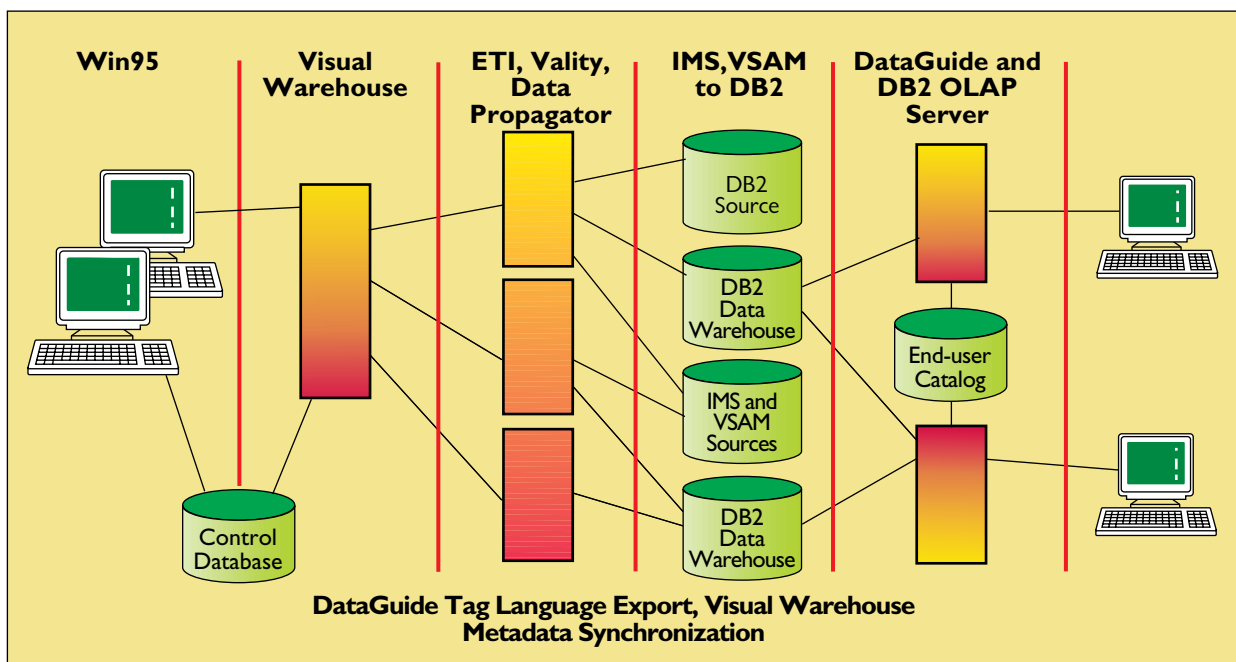 Win95
Visual
Warehouse
ETI, Vality,
Data
Propagator
IMS,VSAM
to DB2
DataGuide and
DB2 OLAP
Server
DB2
Source
DB2
Data
Warehouse
IMS and
VSAM
Sources
DB2
Data
Warehouse
End-user
Catalog
Control
Database
DataGuide Tag Language Export, Visual Warehouse
Metadata Synchronization